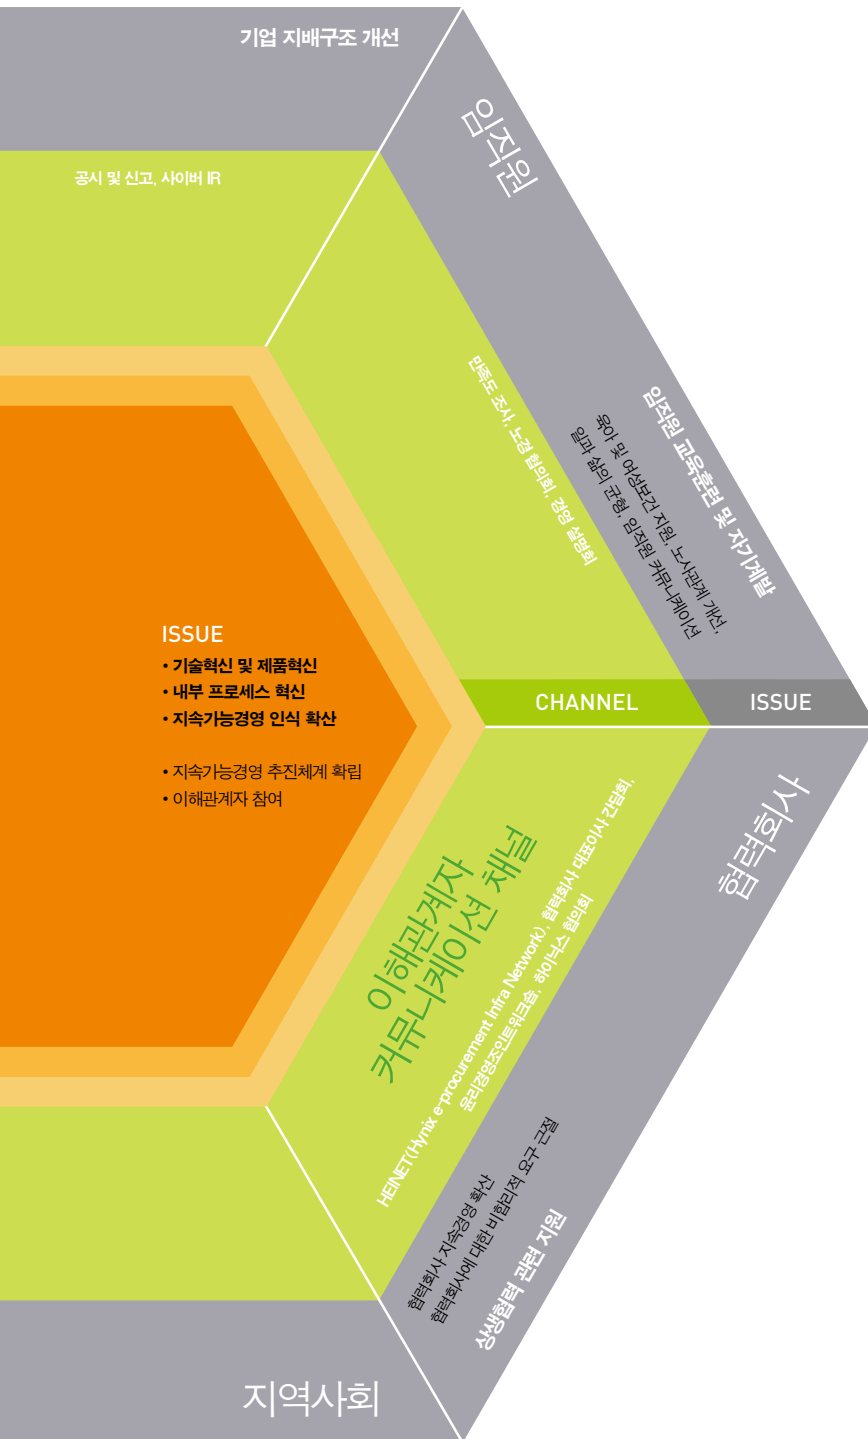 기업 지배구조 개선
공시 및 신고, 사이버 IR
임직원
만족도 조사, 노경 협의회, 경영 설명회
임직원 교육훈련 및 자기계발
육아 및 여성보건 지원, 노사관계 개선,
일과 삶의 균형, 임직원 커뮤니케이션
ISSUE
• 기술혁신 및 제품혁신
• 내부 프로세스 혁신
• 지속가능경영 인식 확산
• 지속가능경영 추진체계 확립
• 이해관계자 참여
CHANNEL
ISSUE
협력회사
이해관계자
커뮤니케이션 채널
HEINET(Hynix e-procurement Infra Network), 협력회사 대표이사 간담회,
윤리경영조인트워크숍, 하이닉스 협의회
협력회사 지속경영 확산
협력회사에 대한 비합리적 요구 근절
상생협력 관련 지원
지역사회